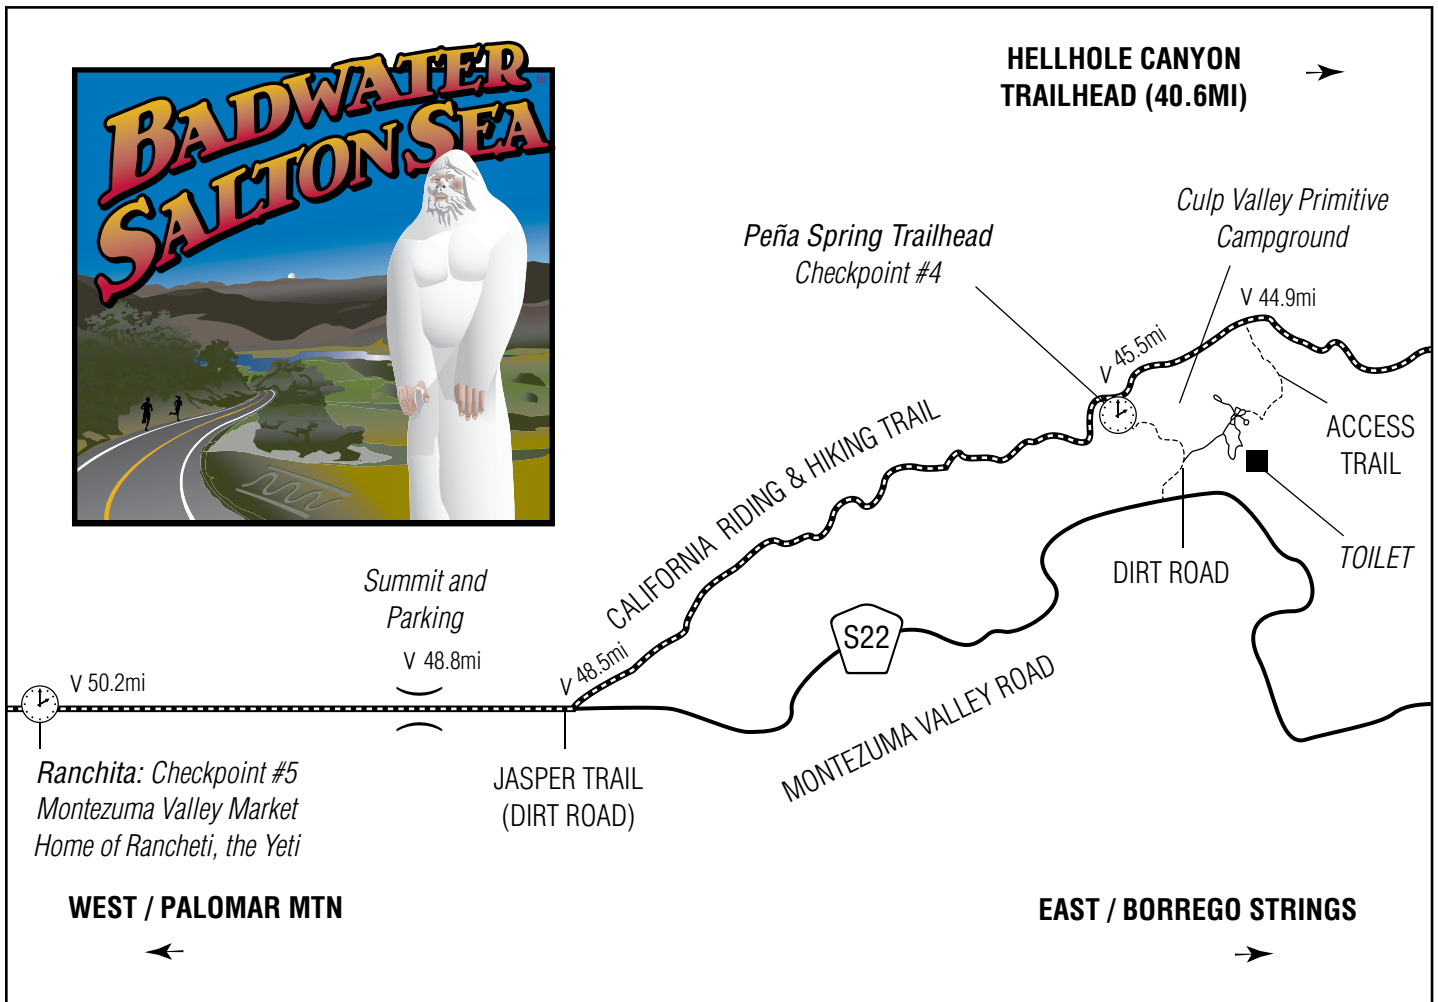 BADWATER
SALTON SEA
HELLHOLE CANYON
TRAILHEAD (40.6MI)
Culp Valley Primitive
Campground
Peña Spring Trailhead
Checkpoint #4
V 44.9mi
V 45.5mi
ACCESS
TRAIL
CALIFORNIA RIDING & HIKING TRAIL
TOILET
DIRT ROAD
Summit and
Parking
V 48.8mi
V 48.5mi
S22
V 50.2mi
MONTEZUMA VALLEY ROAD
Ranchita: Checkpoint #5
Montezuma Valley Market
Home of Rancheti, the Yeti
JASPER TRAIL
(DIRT ROAD)
WEST / PALOMAR MTN
EAST / BORREGO STRINGS